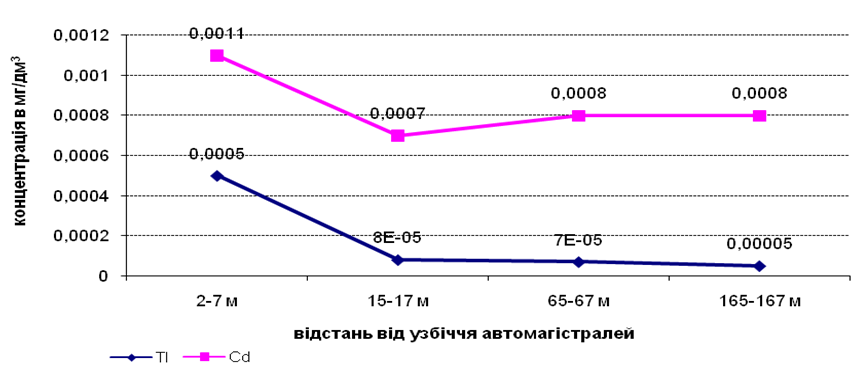 концентрація в мг/дм³
0,0012
0,001
0,0008
0,0006
0,0004
0,0002
0
0,0011
0,0007
0,0008
0,0008
0,0005
8E-05
7E-05
0,00005
2-7 м
15-17 м
65-67 м
165-167 м
відстань від узбіччя автомагістралей
Tl
Cd